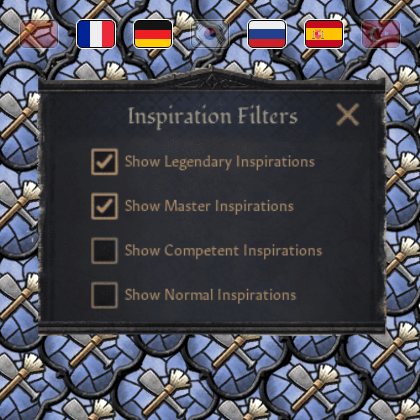 Inspiration Filters
Show Legendary Inspirations
Show Master Inspirations
Show Competent Inspirations
Show Normal Inspirations